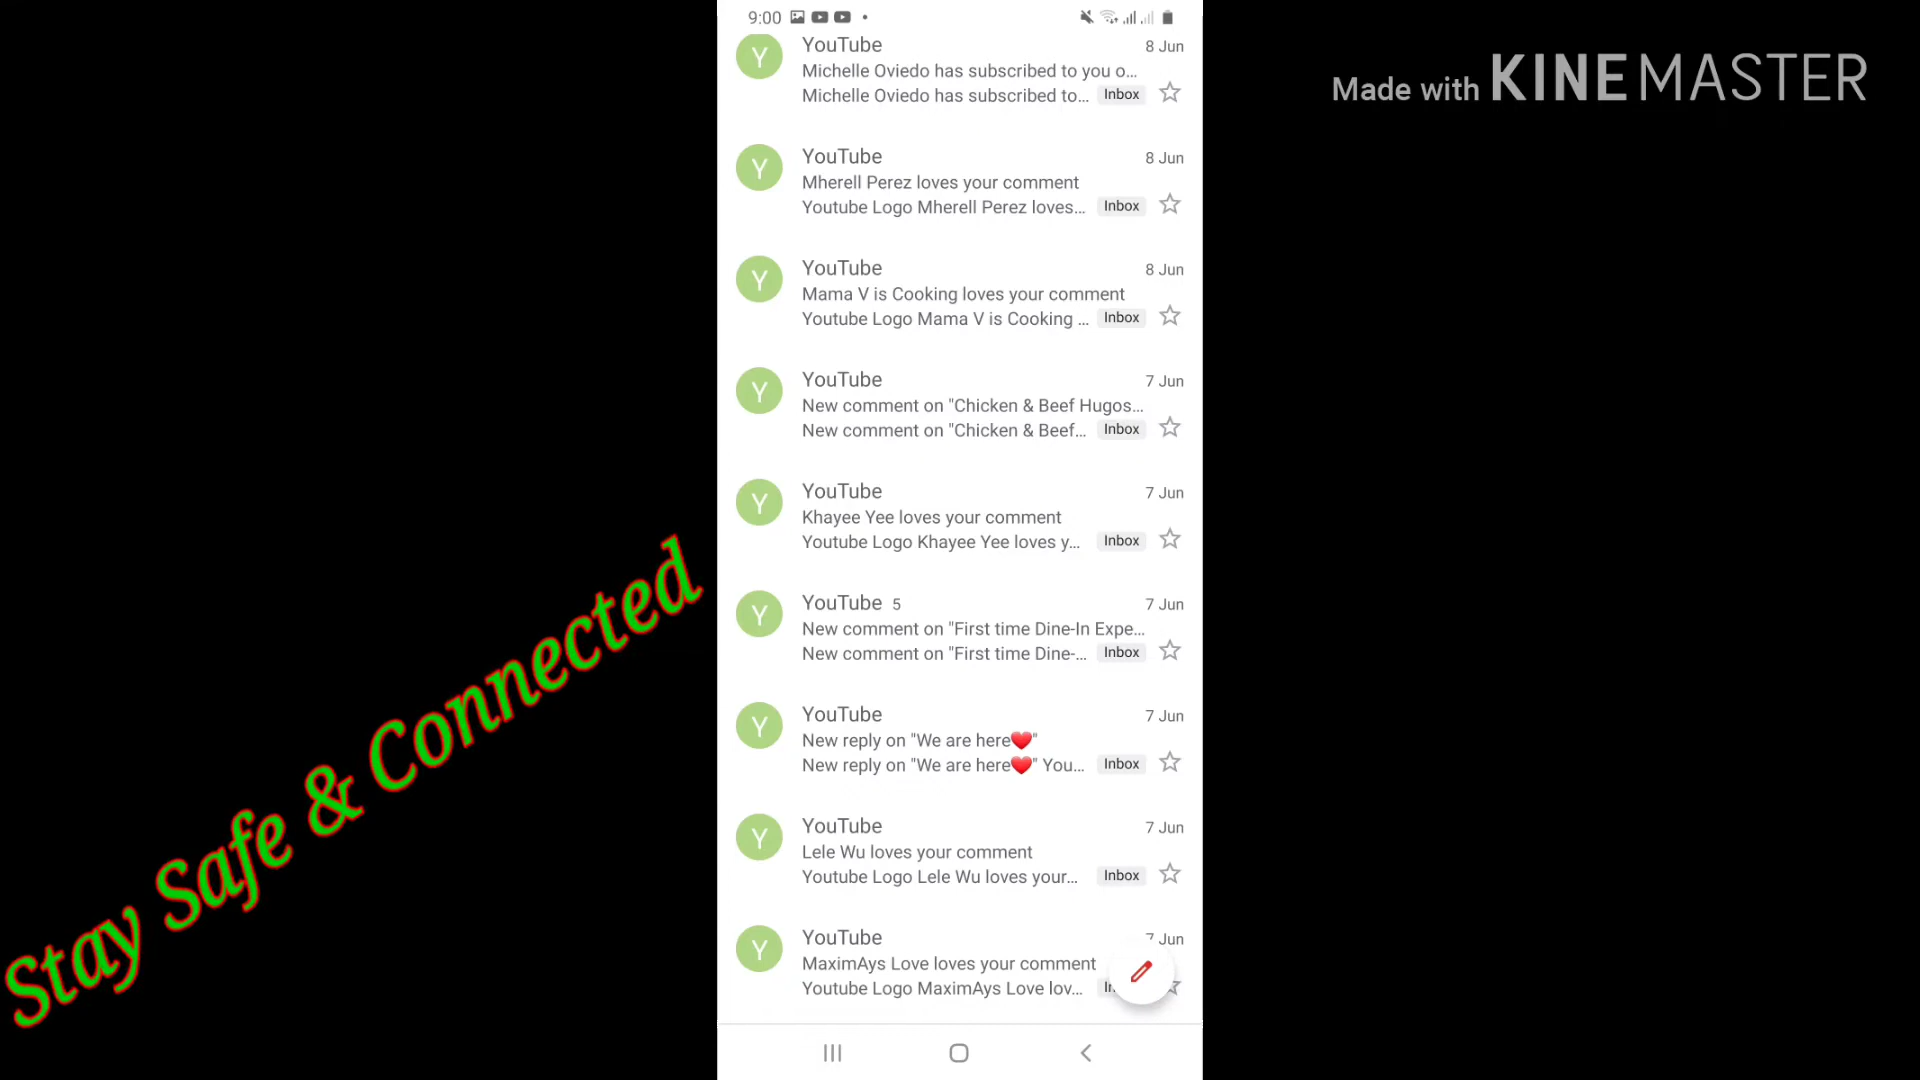 9:00
Made with KINEMASTER
Y
YouTube
8 Jun
Michelle Oviedo has subscribed to you o...
Michelle Oviedo has subscribed to...
Inbox
Y
YouTube
8 Jun
Mherell Perez loves your comment
Youtube Logo Mherell Perez loves...
Inbox
Y
YouTube
8 Jun
Mama V is Cooking loves your comment
Youtube Logo Mama V is Cooking ...
Inbox
Y
YouTube
7 Jun
New comment on "Chicken & Beef Hugos...
New comment on "Chicken & Beef...
Inbox
Y
YouTube
7 Jun
Khayee Yee loves your comment
Youtube Logo Khayee Yee loves y...
Inbox
Y
YouTube 5
7 Jun
New comment on "First time Dine-In Expe...
New comment on "First time Dine-...
Inbox
Y
YouTube
7 Jun
New reply on "We are here❤️"
New reply on "We are here❤️" You...
Inbox
Y
YouTube
7 Jun
Lele Wu loves your comment
Youtube Logo Lele Wu loves your...
Inbox
Y
YouTube
7 Jun
MaximAys Love loves your comment
Youtube Logo MaximAys Love lov...
Stay Safe & Connected